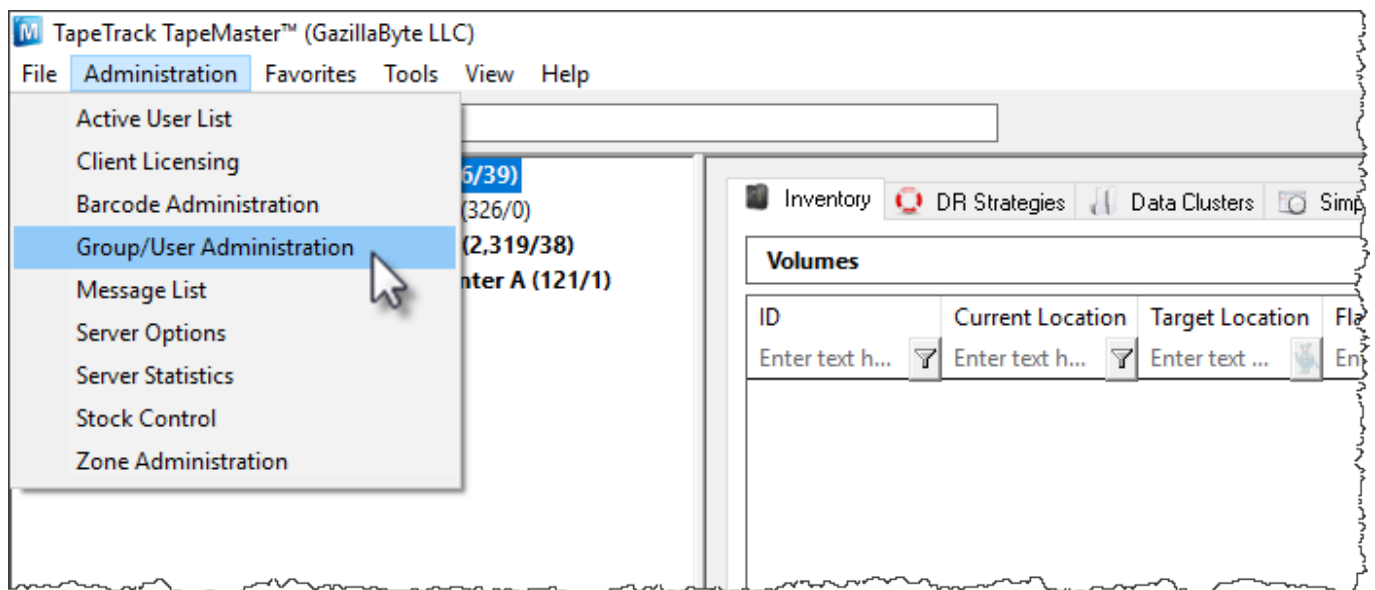 TapeTrack TapeMaster™ (GazillaByte LLC)
File Administration Favorites Tools View Help
Active User List
Client Licensing
Barcode Administration
Group/User Administration
Message List
Server Options
Server Statistics
Stock Control
Zone Administration
6/39)
(326/0)
(2,319/38)
nter A (121/1)
Inventory DR Strategies Data Clusters Simp
Volumes
ID Current Location Target Location Fla
Enter text h... Enter text h... Enter text ... En